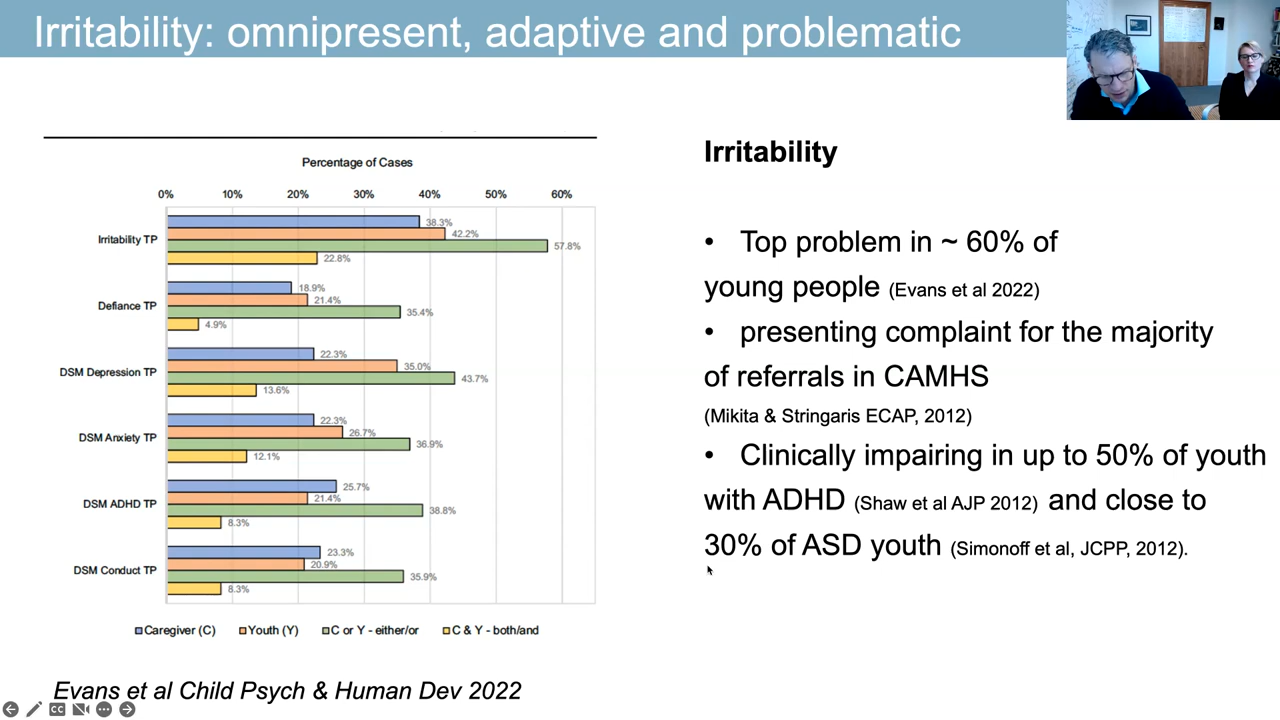 Irritability: omnipresent, adaptive and problematic
Percentage of Cases
0% 10% 20% 30% 40% 50% 60%
Irritability TP
38.3%
42.2%
57.8%
22.8%
Defiance TP
18.9%
21.4%
35.4%
4.9%
DSM Depression TP
22.3%
35.0%
43.7%
13.6%
DSM Anxiety TP
22.3%
26.7%
36.9%
12.1%
DSM ADHD TP
25.7%
21.4%
38.8%
8.3%
DSM Conduct TP
23.3%
20.9%
35.9%
8.3%
Caregiver (C) Youth (Y) C or Y - either/or C & Y - both/and
Evans et al Child Psych & Human Dev 2022
Irritability
• Top problem in ~ 60% of
young people (Evans et al 2022)
• presenting complaint for the majority
of referrals in CAMHS
(Mikita & Stringaris ECAP, 2012)
• Clinically impairing in up to 50% of youth
with ADHD (Shaw et al AJP 2012) and close to
30% of ASD youth (Simonoff et al, JCPP, 2012).